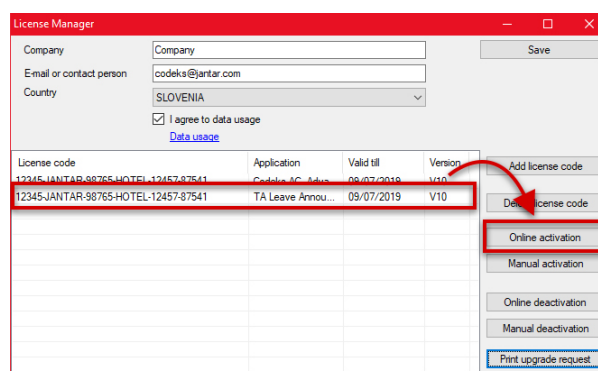 License Manager
Company Company Save
E-mail or contact person codeks@jantar.com
Country SLOVENIA
I agree to data usage
Data usage
License code Application Valid till Version Add license code
12345-JANTAR-98765-HOTEL-12457-87541 Codeks AC, Adva... 09/07/2019 V10
12345-JANTAR-98765-HOTEL-12457-87541 TA Leave Annou... 09/07/2019 V10 license code
Online activation
Manual activation
Online deactivation
Manual deactivation
Print upgrade request